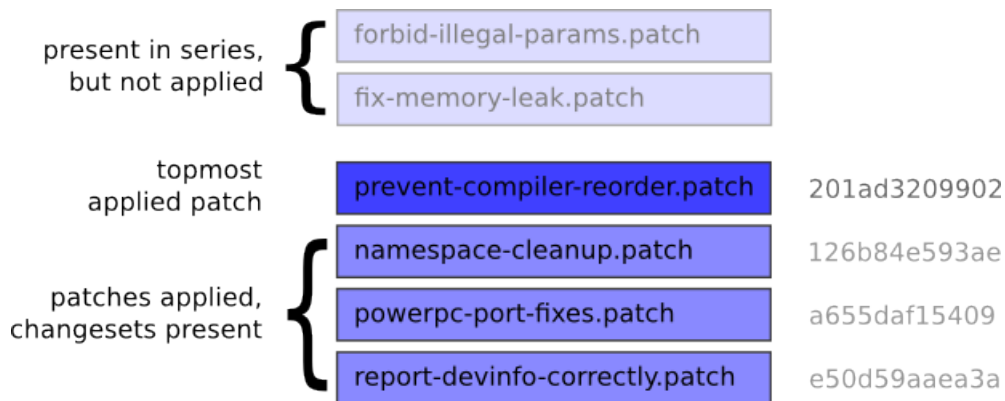 present in series,
but not applied
forbid-illegal-params.patch
fix-memory-leak.patch
topmost
applied patch
prevent-compiler-reorder.patch 201ad3209902
namespace-cleanup.patch 126b84e593ae
patches applied,
changesets present
powerpc-port-fixes.patch a655daf15409
report-devinfo-correctly.patch e50d59aaea3a